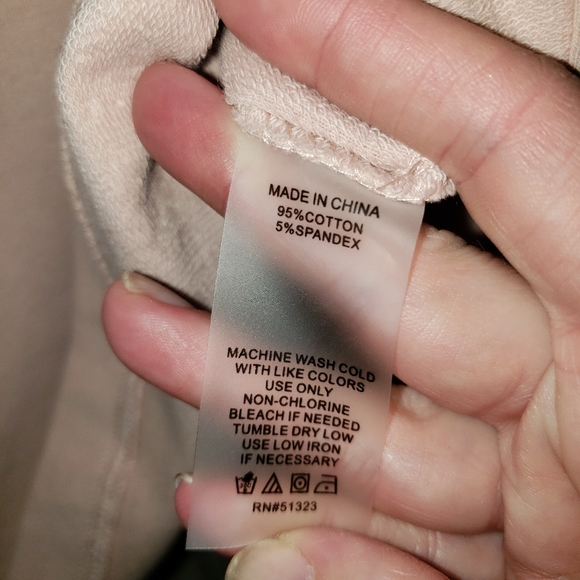 MADE IN CHINA
95%COTTON
5%SPANDEX
MACHINE WASH COLD
WITH LIKE COLORS
USE ONLY
NON-CHLORINE
BLEACH IF NEEDED
TUMBLE DRY LOW
USE LOW IRON
IF NECESSARY
RN#51323